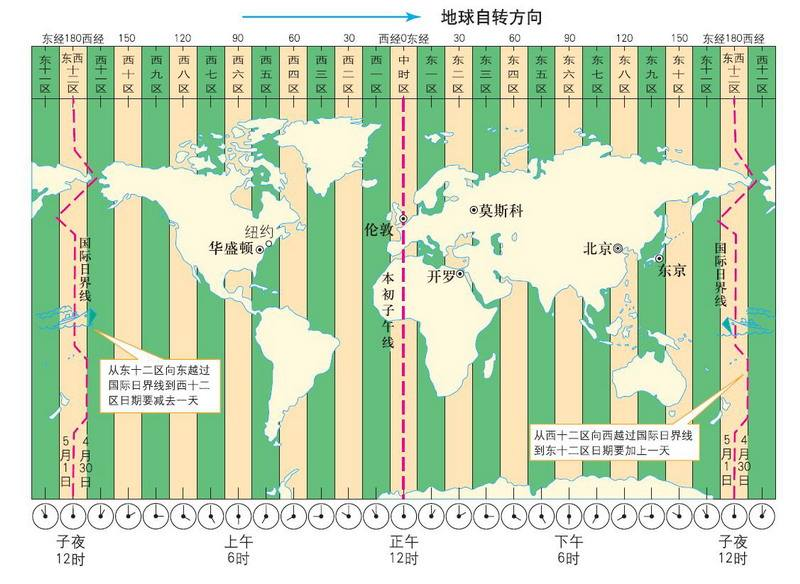 地球自转方向
东经180西经 150 120 90 60 30 西经0东经 30 60 90 120 150 东经180西经
东十一区
东西十二区
西十一区
西十区
西九区
西八区
西七区
西六区
西五区
西四区
西三区
西二区
西一区
中时区
东一区
东二区
东三区
东四区
东五区
东六区
东七区
东八区
东九区
东十区
东十一区
东西十二区
西十一区
纽约
华盛顿
伦敦
莫斯科
开罗
北京
东京
国际日界线
本初子午线
国际日界线
从东十二区向东越过
国际日界线到西十二
区日期要减去一天
从西十二区向西越过国际日界线
到东十二区日期要加上一天
5月1日
4月30日
5月1日
4月30日
子夜
12时
上午
6时
正午
12时
下午
6时
子夜
12时